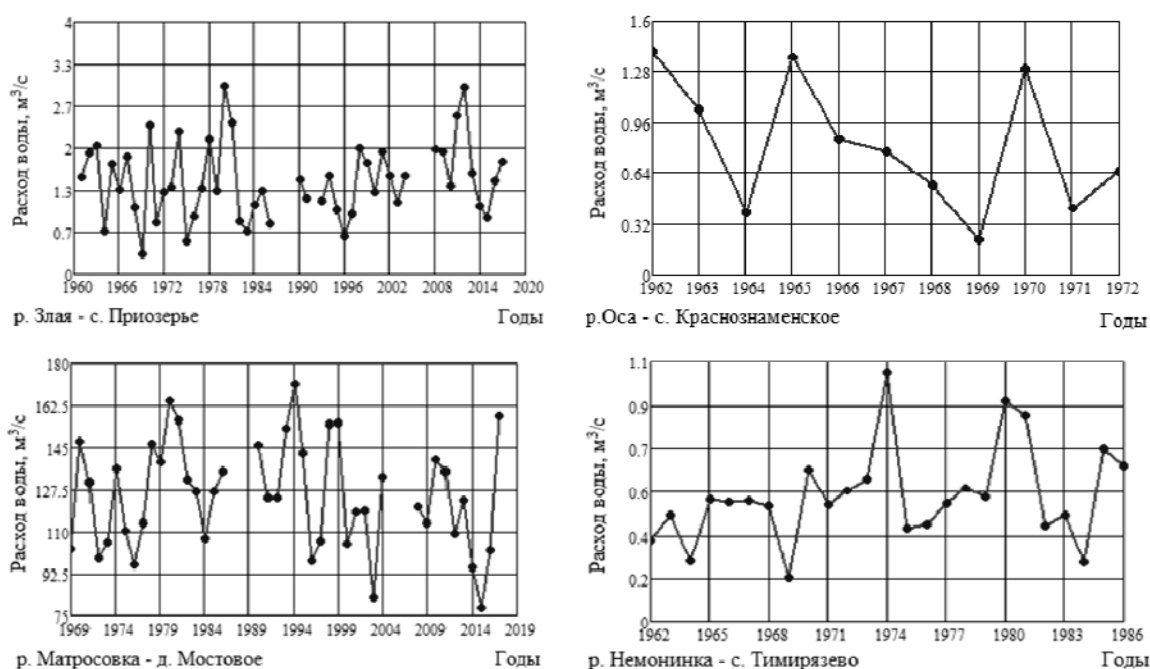 Расход воды, м³/с
4
3.3
2.7
2
1.3
0.7
0
1960 1966 1972 1978 1984 1990 1996 2002 2008 2014 2020
р. Злая - с. Приозерье Годы
Расход воды, м³/с
1.6
1.28
0.96
0.64
0.32
0
1962 1963 1964 1965 1966 1967 1968 1969 1970 1971 1972
р.Оса - с. Краснознаменское Годы
Расход воды, м³/с
180
162.5
145
127.5
110
92.5
75
1969 1974 1979 1984 1989 1994 1999 2004 2009 2014 2019
р. Матросовка - д. Мостовое Годы
Расход воды, м³/с
1.1
0.9
0.7
0.6
0.4
0.2
0
1962 1965 1968 1971 1974 1977 1980 1983 1986
р. Немонинка - с. Тимирязево Годы